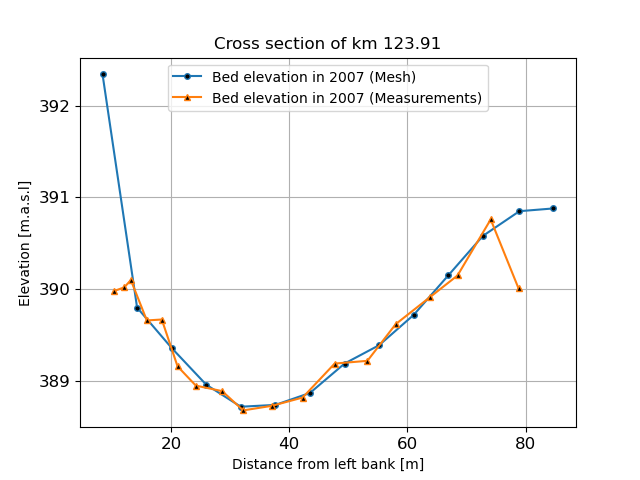 Cross section of km 123.91
Bed elevation in 2007 (Mesh)
Bed elevation in 2007 (Measurements)
Elevation [m.a.s.l]
392
391
390
389
20 40 60 80
Distance from left bank [m]